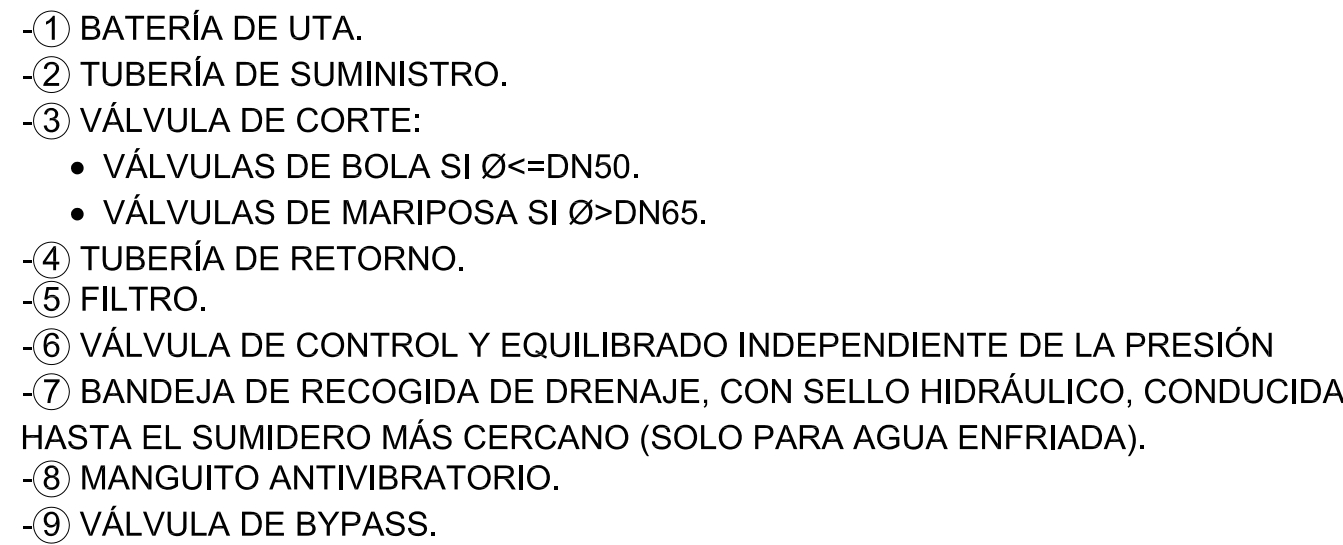 -① BATERÍA DE UTA.
-② TUBERÍA DE SUMINISTRO.
-③ VÁLVULA DE CORTE:
• VÁLVULAS DE BOLA SI Ø<=DN50.
• VÁLVULAS DE MARIPOSA SI Ø>DN65.
-④ TUBERÍA DE RETORNO.
-⑤ FILTRO.
-⑥ VÁLVULA DE CONTROL Y EQUILIBRADO INDEPENDIENTE DE LA PRESIÓN
-⑦ BANDEJA DE RECOGIDA DE DRENAJE, CON SELLO HIDRÁULICO, CONDUCIDA
HASTA EL SUMIDERO MÁS CERCANO (SOLO PARA AGUA ENFRIADA).
-⑧ MANGUITO ANTIVIBRATORIO.
-⑨ VÁLVULA DE BYPASS.